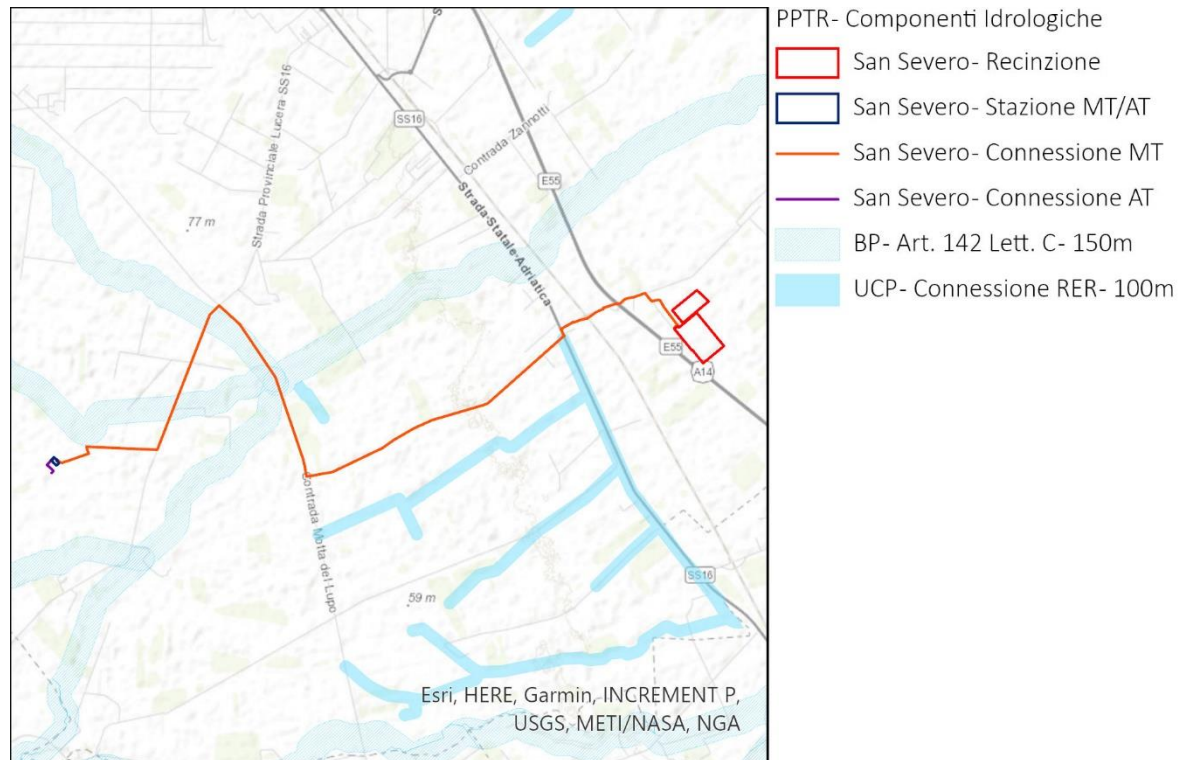 PPTR- Componenti Idrologiche
San Severo- Recinzione
San Severo- Stazione MT/AT
San Severo- Connessione MT
San Severo- Connessione AT
BP- Art. 142 Lett. C- 150m
UCP- Connessione RER- 100m
Strada Provinciale Lucera SS16
SS16
Contrada Zannotti
E55
Strada Statale Adriatica
77 m
E55
A14
Contrada Motta del Lupo
59 m
SS16
Esri, HERE, Garmin, INCREMENT P,
USGS, METI/NASA, NGA